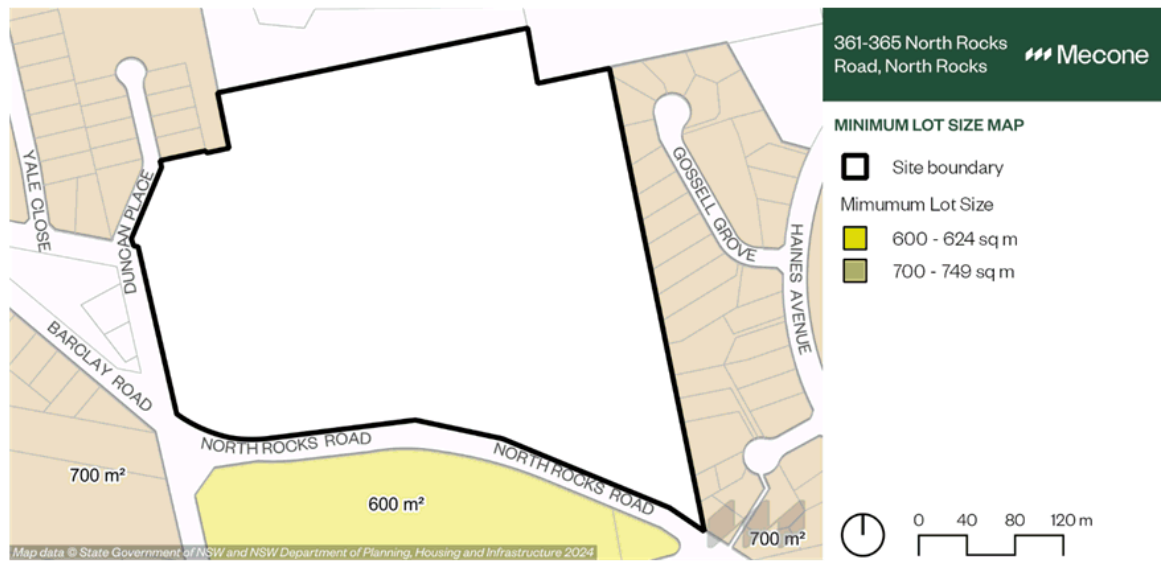 361-365 North Rocks
Road, North Rocks
Mecone
MINIMUM LOT SIZE MAP
Site boundary
Mimumum Lot Size
600 - 624 sq m
700 - 749 sq m
YALE CLOSE
DUNCAN PLACE
BARCLAY ROAD
GOSSELL GROVE
HAINES AVENUE
NORTH ROCKS ROAD
NORTH ROCKS ROAD
700 m²
600 m²
700 m²
0 40 80 120 m
Map data © State Government of NSW and NSW Department of Planning, Housing and Infrastructure 2024